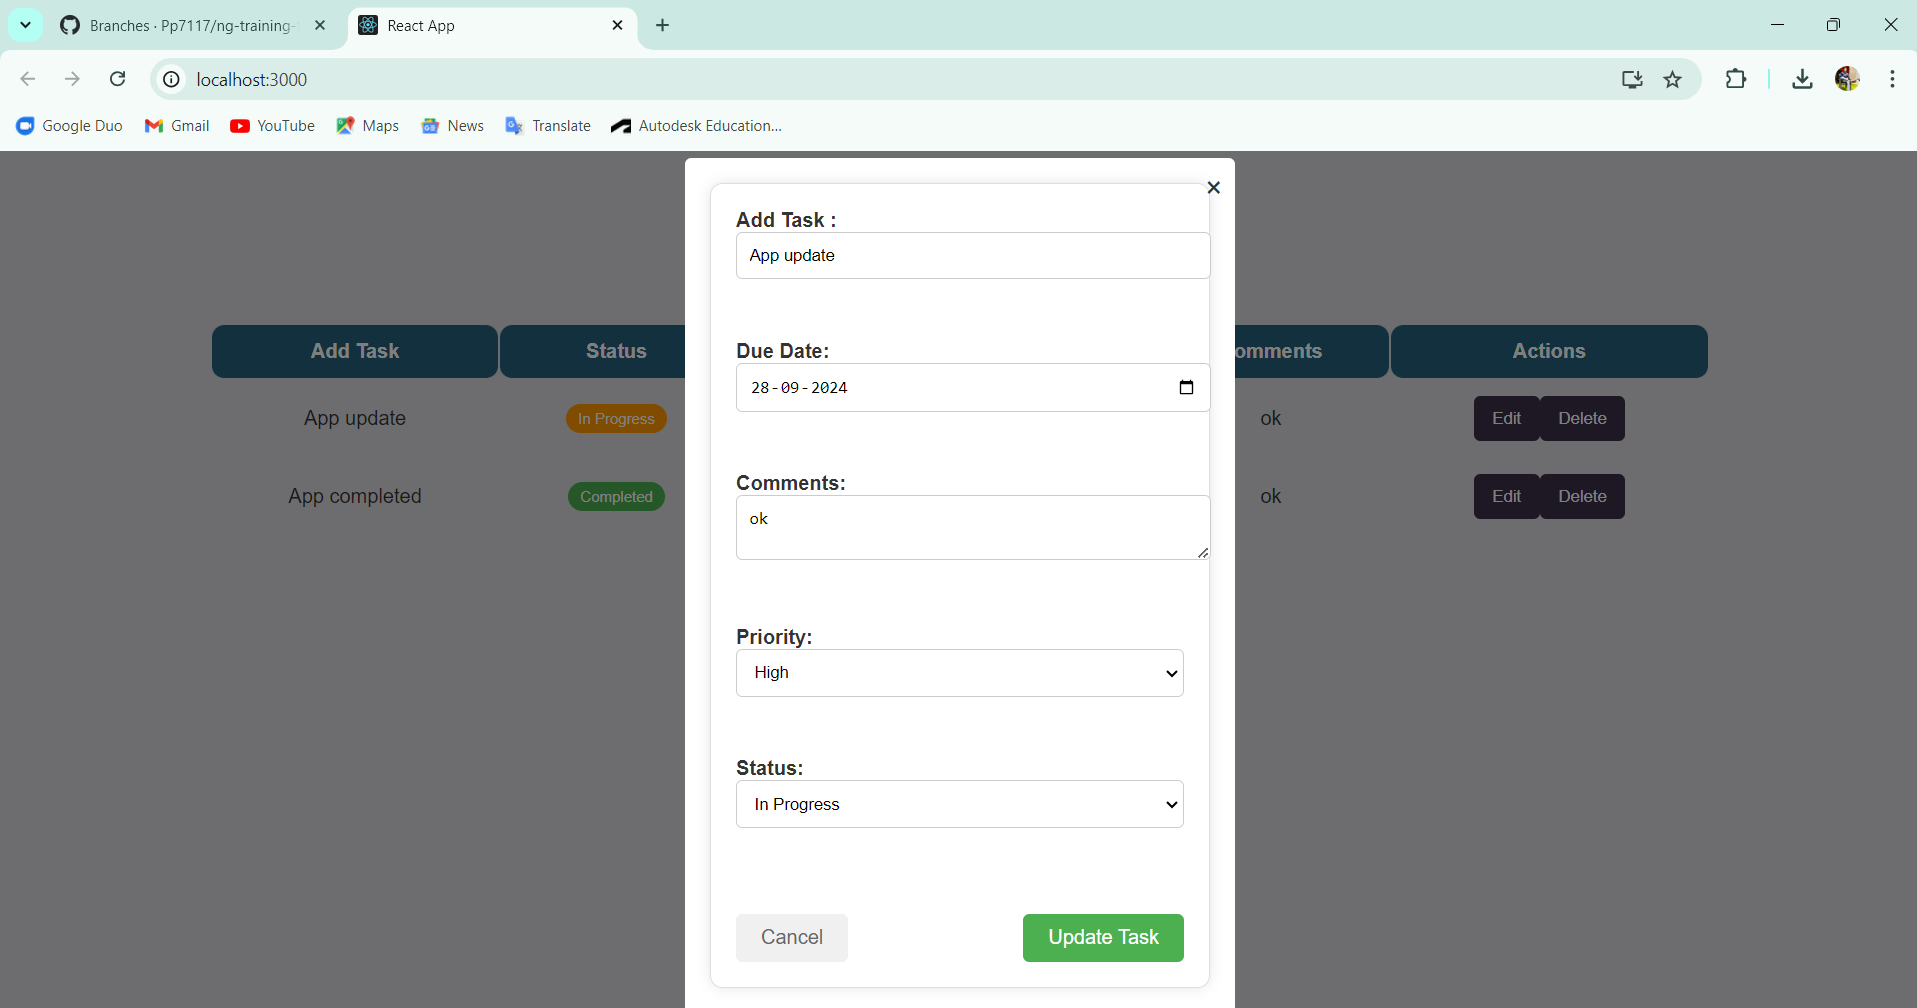 Branches · Pp7117/ng-training-
React App
localhost:3000
Google Duo
Gmail
YouTube
Maps
News
Translate
Autodesk Education...
Add Task :
App update
Due Date:
28-09-2024
Comments:
ok
Priority:
High
Status:
In Progress
Cancel
Update Task
Add Task
Status
omments
Actions
App update
In Progress
ok
Edit
Delete
App completed
Completed
ok
Edit
Delete